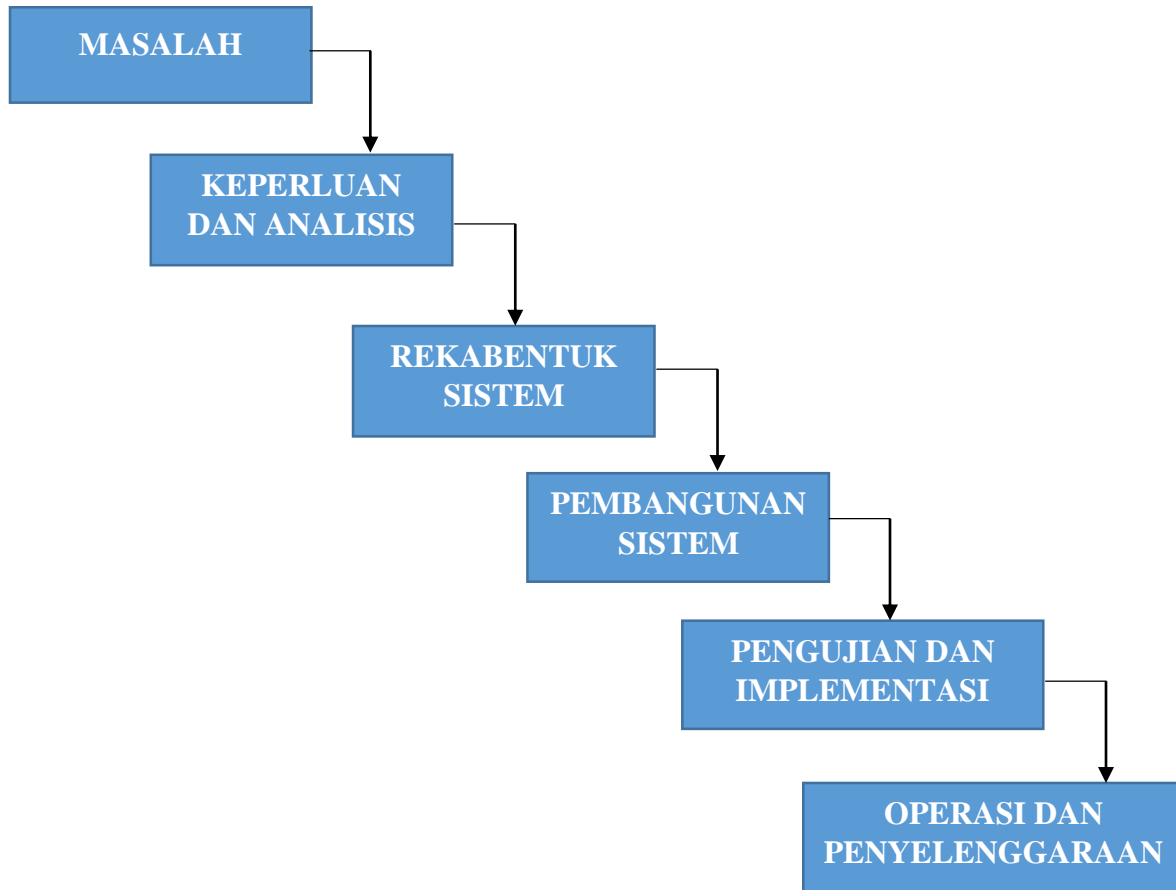 MASALAH
KEPERLUAN
DAN ANALISIS
REKABENTUK
SISTEM
PEMBANGUNAN
SISTEM
PENGUJIAN DAN
IMPLEMENTASI
OPERASI DAN
PENYELENGGARAAN